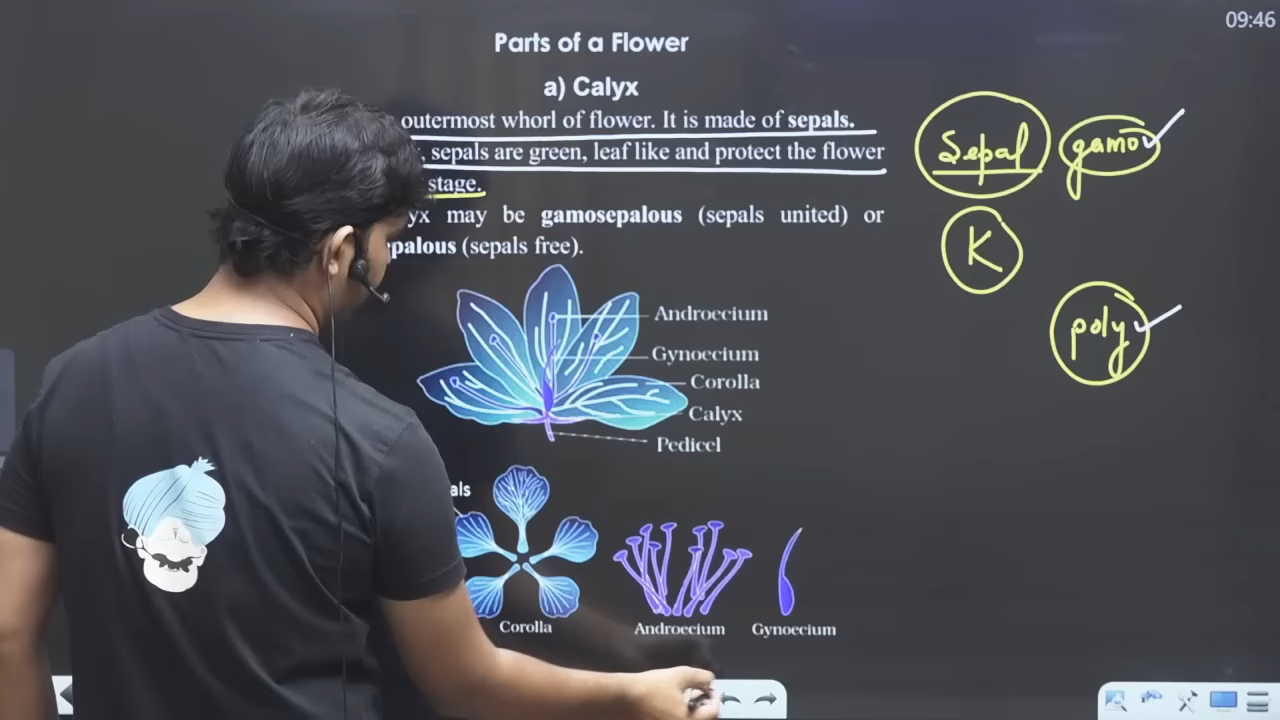 09:46
Parts of a Flower
a) Calyx
outermost whorl of flower. It is made of sepals.
, sepals are green, leaf like and protect the flower
stage.
yx may be gamosepalous (sepals united) or
palous (sepals free).
Sepal gamo
K
poly
Androecium
Gynoecium
Corolla
Calyx
Pedicel
als
Corolla
Androecium
Gynoecium